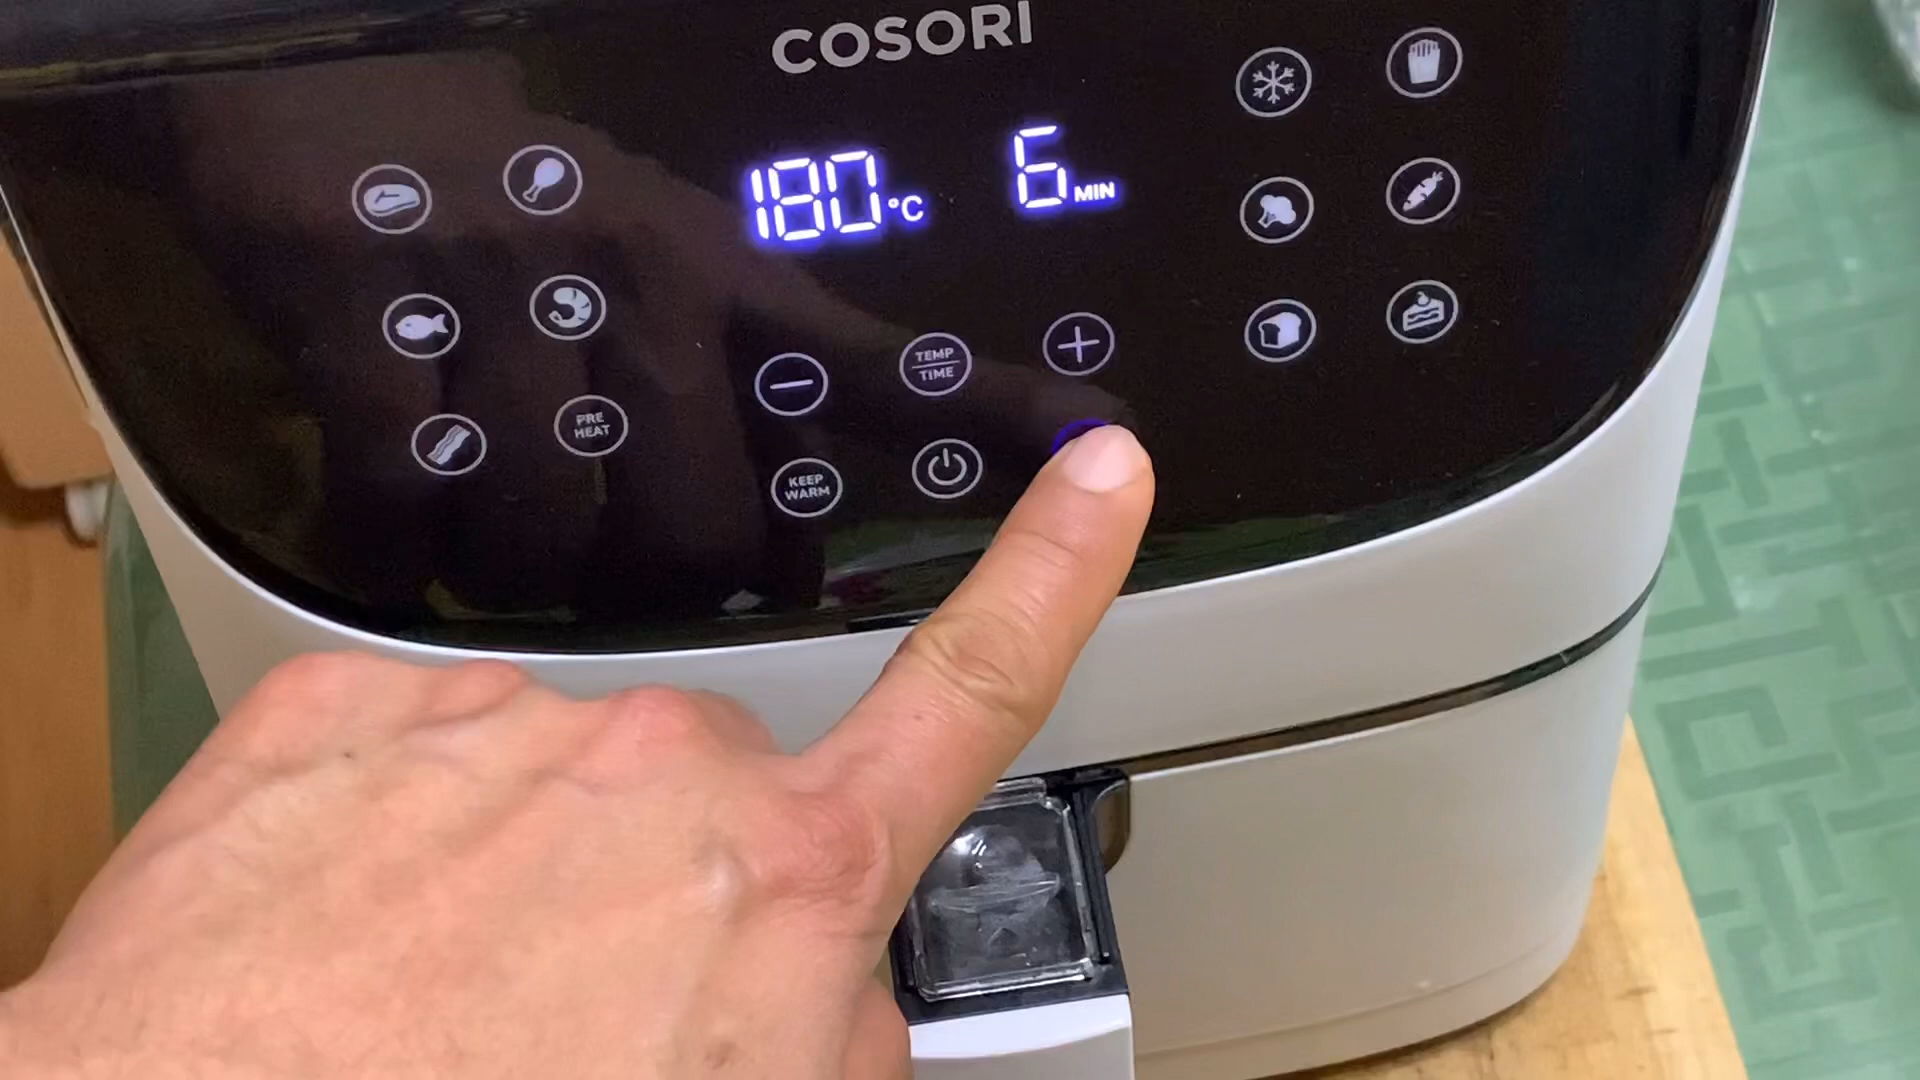 COSORI
180°C
6 MIN
TEMP
TIME
PRE
HEAT
KEEP
WARM